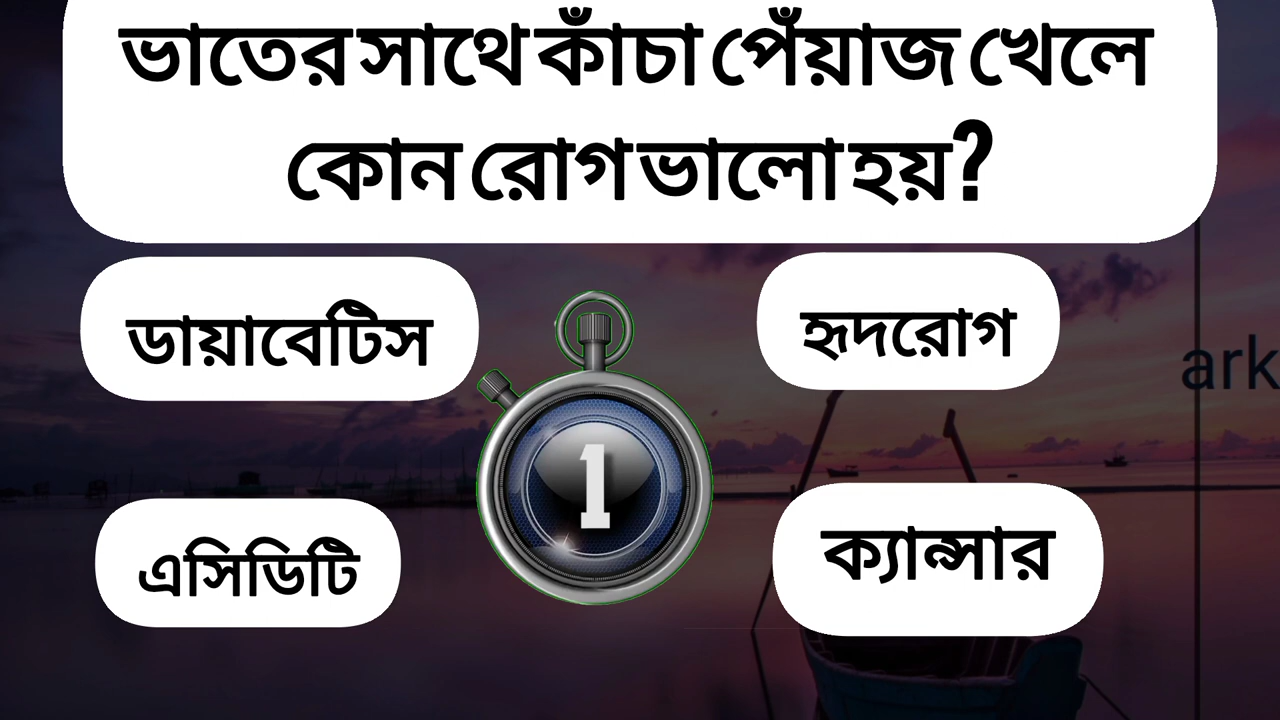 ভাতের সাথে কাঁচা পেঁয়াজ খেলে
কোন রোগ ভালো হয়?
ডায়াবেটিস
হৃদরোগ
ark
1
এসিডিটি
ক্যান্সার